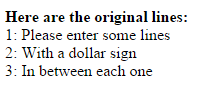 Here are the original lines:
1: Please enter some lines
2: With a dollar sign
3: In between each one